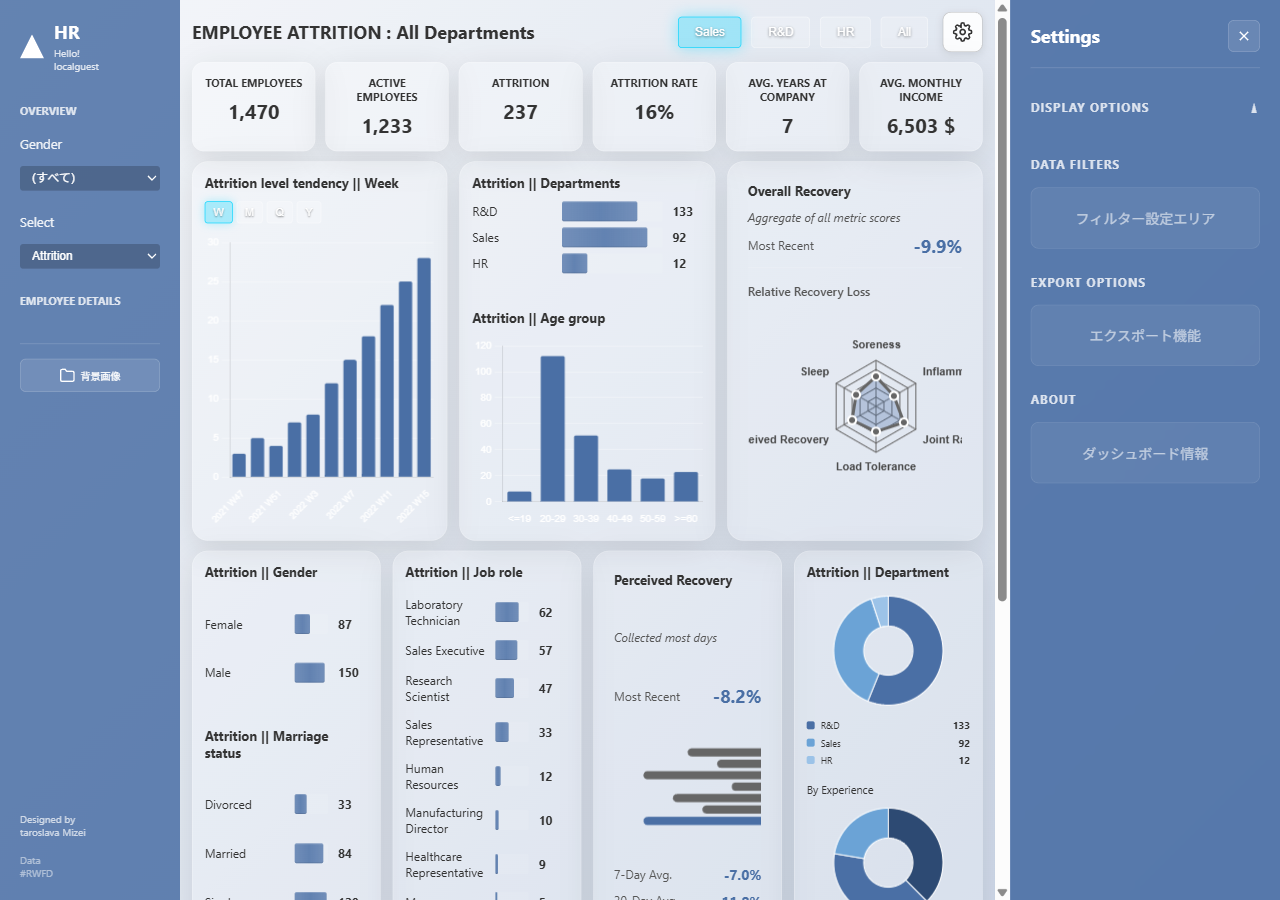 HR
Hello!
localguest
OVERVIEW
Gender
(すべて)
Select
Attrition
EMPLOYEE DETAILS
背景画像
Designed by
taroslava Mizei
Data
#RWFD
EMPLOYEE ATTRITION : All Departments
Sales
R&D
HR
All
TOTAL EMPLOYEES
1,470
ACTIVE
EMPLOYEES
1,233
ATTRITION
237
ATTRITION RATE
16%
AVG. YEARS AT
COMPANY
7
AVG. MONTHLY
INCOME
6,503 $
Attrition level tendency || Week
W M Q Y
30
25
20
15
10
5
0
2021 W47
2021 W51
2022 W3
2022 W7
2022 W11
2022 W15
Attrition || Departments
R&D 133
Sales 92
HR 12
Attrition || Age group
120
100
80
60
40
20
0
<=19 20-29 30-39 40-49 50-59 >=60
Overall Recovery
Aggregate of all metric scores
Most Recent -9.9%
Relative Recovery Loss
Soreness
Sleep
Inflamm
eived Recovery
Joint Ra
Load Tolerance
Attrition || Gender
Female 87
Male 150
Attrition || Marriage
status
Divorced 33
Married 84
Attrition || Job role
Laboratory
Technician 62
Sales Executive 57
Research
Scientist 47
Sales
Representative 33
Human
Resources 12
Manufacturing
Director 10
Healthcare
Representative 9
Perceived Recovery
Collected most days
Most Recent -8.2%
7-Day Avg. -7.0%
Attrition || Department
R&D 133
Sales 92
HR 12
By Experience
Settings
DISPLAY OPTIONS
DATA FILTERS
フィルター設定エリア
EXPORT OPTIONS
エクスポート機能
ABOUT
ダッシュボード情報